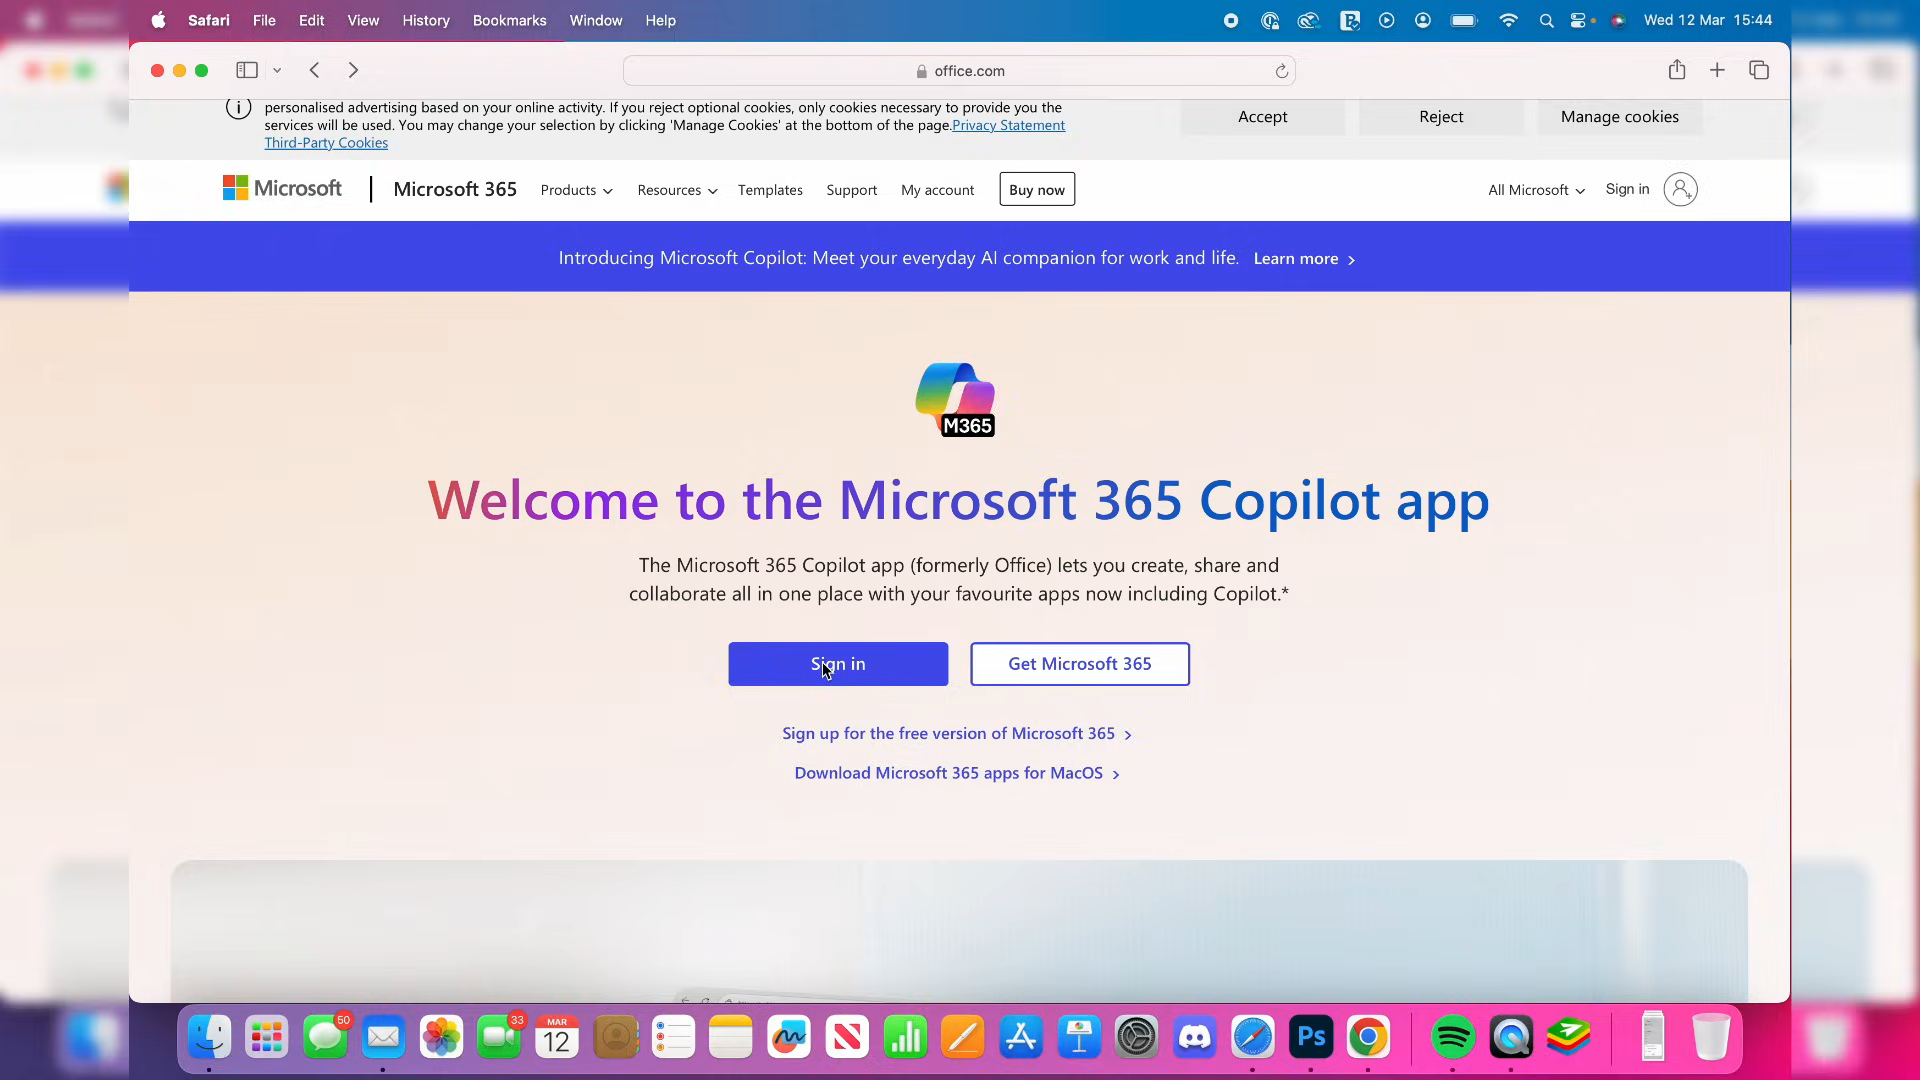 Safari File Edit View History Bookmarks Window Help
Wed 12 Mar 15:44
office.com
personalised advertising based on your online activity. If you reject optional cookies, only cookies necessary to provide you the
services will be used. You may change your selection by clicking 'Manage Cookies' at the bottom of the page.Privacy Statement
Third-Party Cookies
Accept Reject Manage cookies
Microsoft Microsoft 365 Products Resources Templates Support My account Buy now
All Microsoft Sign in
Introducing Microsoft Copilot: Meet your everyday AI companion for work and life. Learn more
M365
Welcome to the Microsoft 365 Copilot app
The Microsoft 365 Copilot app (formerly Office) lets you create, share and
collaborate all in one place with your favourite apps now including Copilot.*
Sign in Get Microsoft 365
Sign up for the free version of Microsoft 365
Download Microsoft 365 apps for MacOS
50 33 MAR
12 Ps